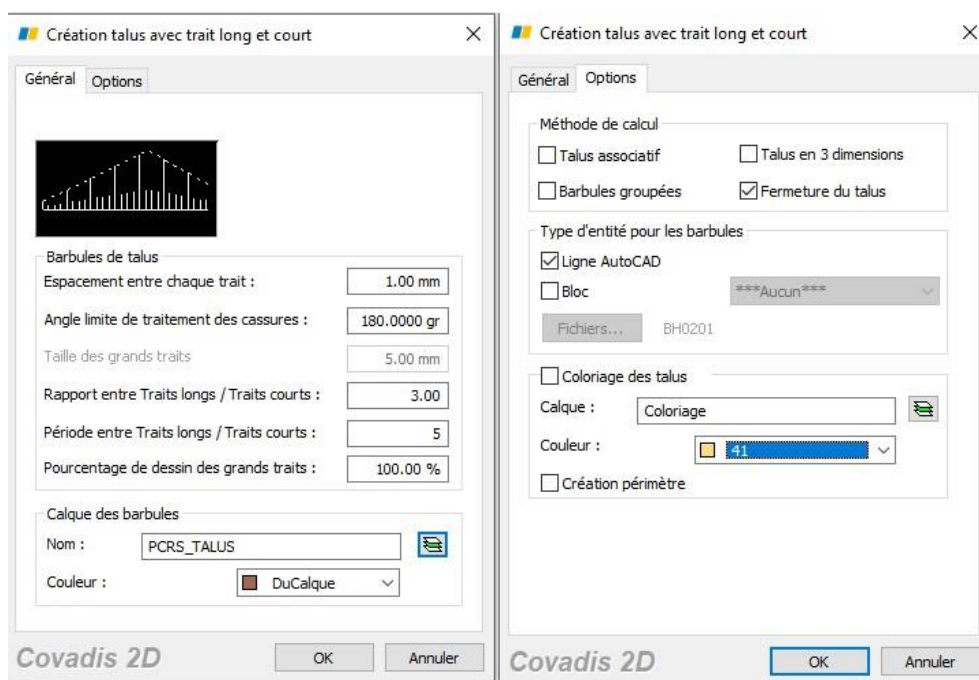 Création talus avec trait long et court
Général
Options
Barbules de talus
Espacement entre chaque trait :
1.00 mm
Angle limite de traitement des cassures :
180.0000 gr
Taille des grands traits
5.00 mm
Rapport entre Traits longs / Traits courts :
3.00
Période entre Traits longs / Traits courts :
5
Pourcentage de dessin des grands traits :
100.00 %
Calque des barbules
Nom :
PCRS_TALUS
Couleur :
DuCalque
Covadis 2D
OK
Annuler
Création talus avec trait long et court
Général
Options
Méthode de calcul
Talus associatif
Talus en 3 dimensions
Barbules groupées
Fermeture du talus
Type d'entité pour les barbules
Ligne AutoCAD
Bloc
***Aucun***
Fichiers...
BH0201
Coloriage des talus
Calque :
Coloriage
Couleur :
41
Création périmètre
Covadis 2D
OK
Annuler